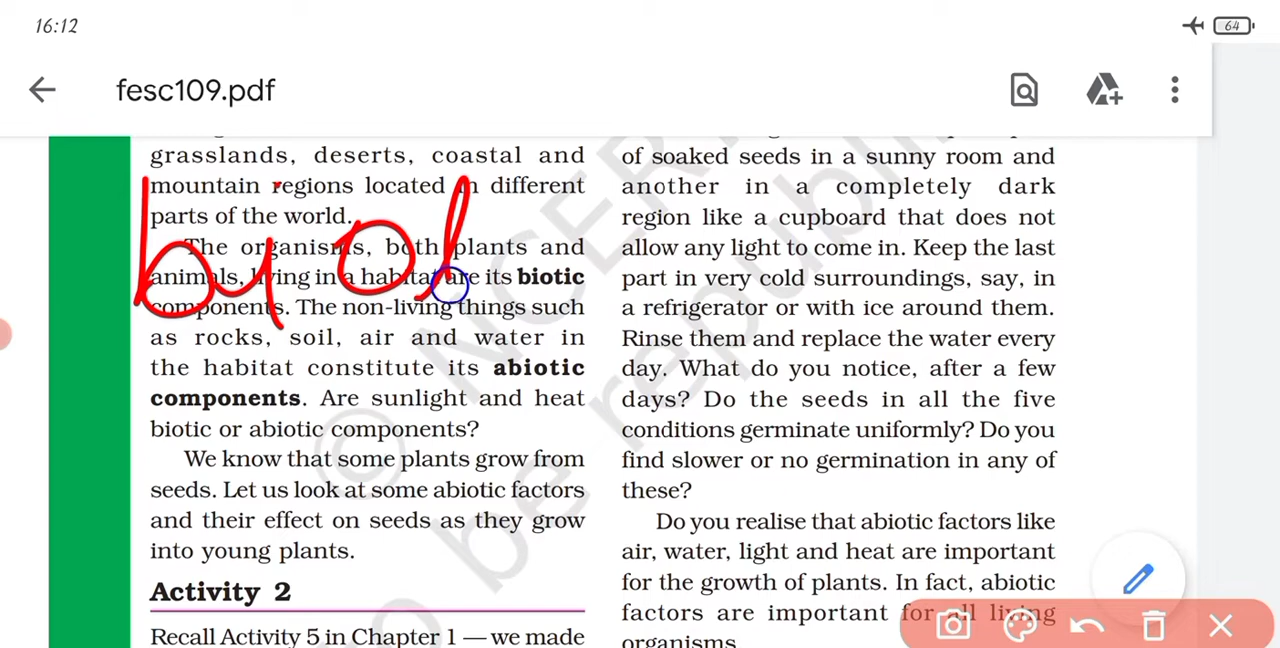 16:12
64
fesc109.pdf
grasslands, deserts, coastal and
mountain regions located in different
parts of the world.
The organisms, both plants and
animals, living in a habitat are its biotic
components. The non-living things such
as rocks, soil, air and water in
the habitat constitute its abiotic
components. Are sunlight and heat
biotic or abiotic components?
We know that some plants grow from
seeds. Let us look at some abiotic factors
and their effect on seeds as they grow
into young plants.
Activity 2
Recall Activity 5 in Chapter 1 — we made
of soaked seeds in a sunny room and
another in a completely dark
region like a cupboard that does not
allow any light to come in. Keep the last
part in very cold surroundings, say, in
a refrigerator or with ice around them.
Rinse them and replace the water every
day. What do you notice, after a few
days? Do the seeds in all the five
conditions germinate uniformly? Do you
find slower or no germination in any of
these?
Do you realise that abiotic factors like
air, water, light and heat are important
for the growth of plants. In fact, abiotic
factors are important for all living
organisms.
© NCER
be republi